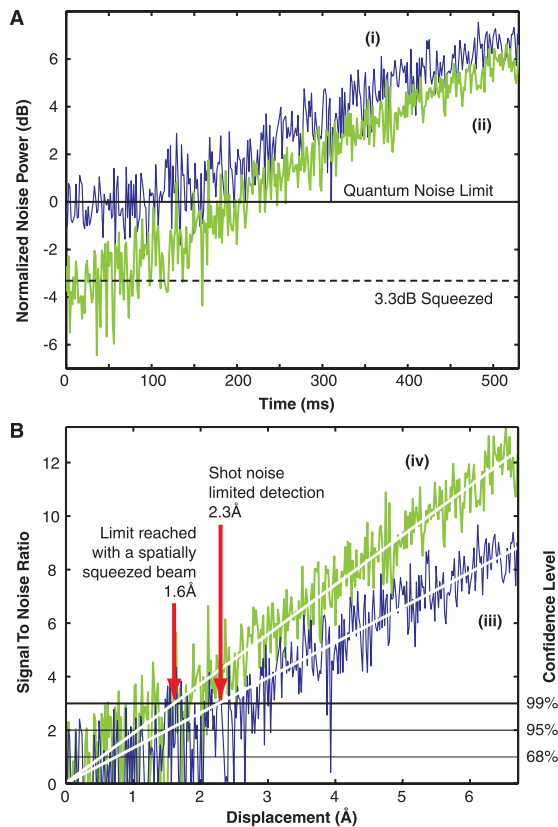 A
Normalized Noise Power (dB)
6
4
2
0
-2
-4
-6
(i)
(ii)
Quantum Noise Limit
3.3dB Squeezed
0 100 200 300 400 500
Time (ms)
B
Signal To Noise Ratio
12
10
8
6
4
2
0
Shot noise
limited detection
2.3Å
Limit reached
with a spatially
squeezed beam
1.6Å
(iv)
(iii)
Confidence Level
99%
95%
68%
0 1 2 3 4 5 6
Displacement (Å)